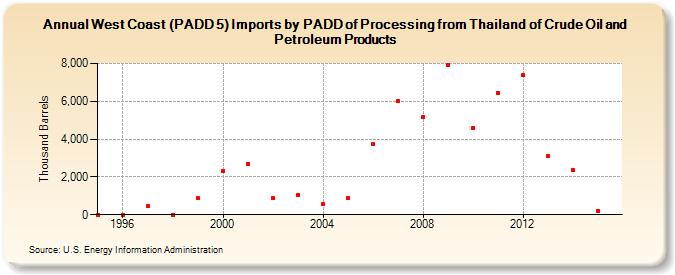 Annual West Coast (PADD 5) Imports by PADD of Processing from Thailand of Crude Oil and
Petroleum Products
Thousand Barrels
8,000
6,000
4,000
2,000
0
1996
2000
2004
2008
2012
Source: U.S. Energy Information Administration